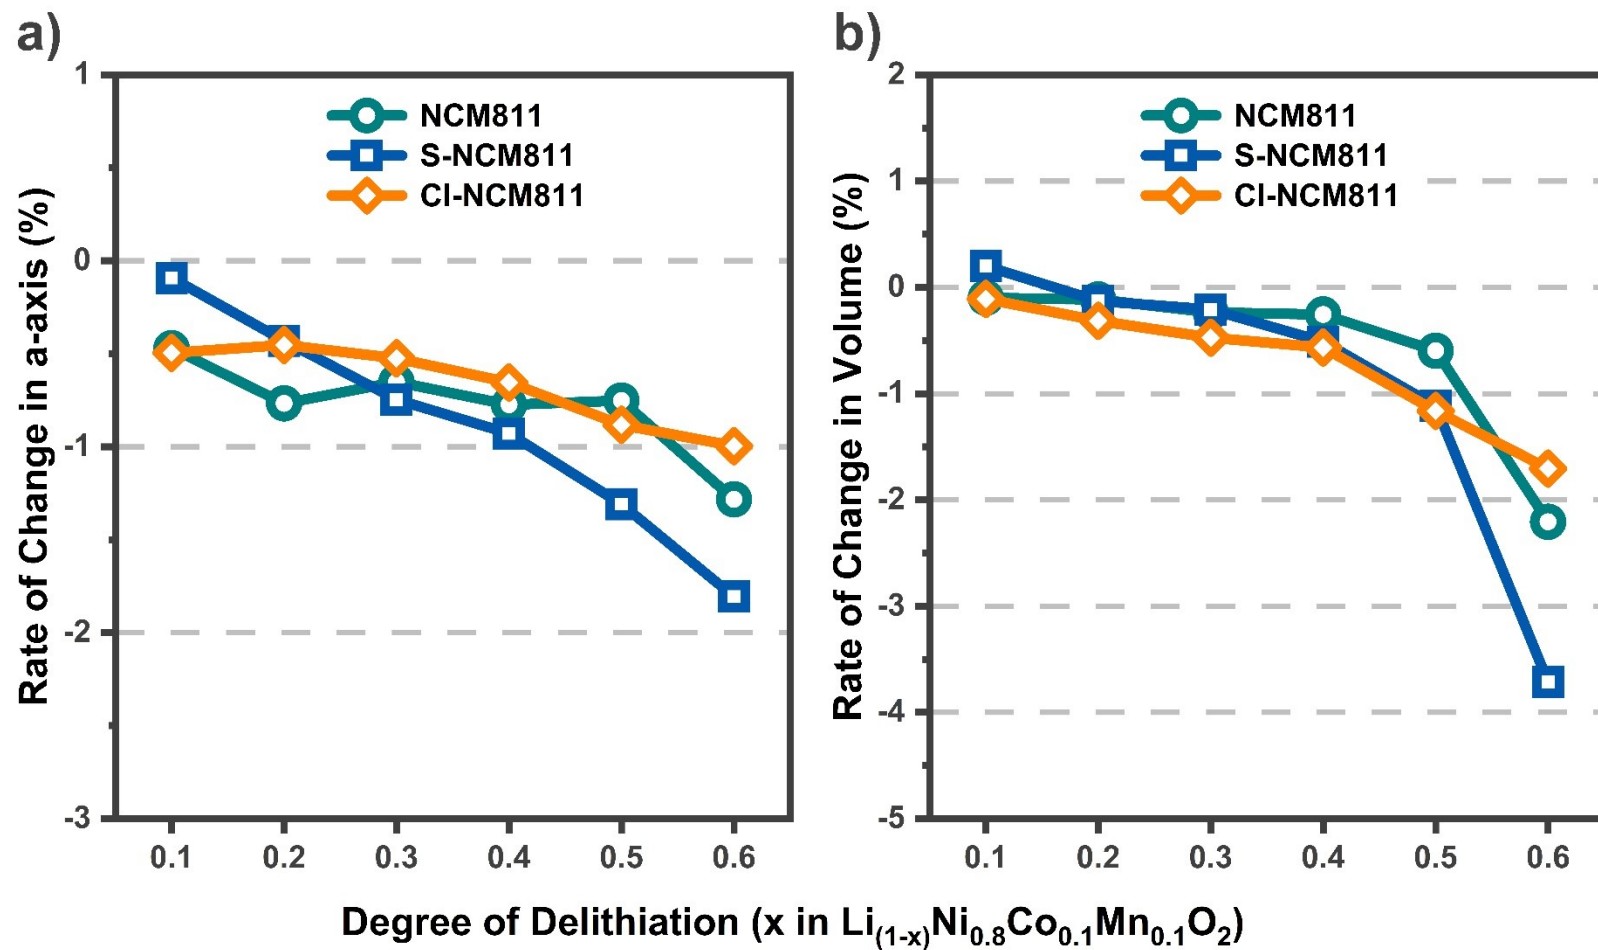 a)
Rate of Change in a-axis (%)
1
0
-1
-2
-3
NCM811
S-NCM811
Cl-NCM811
0.1 0.2 0.3 0.4 0.5 0.6
b)
Rate of Change in Volume (%)
2
1
0
-1
-2
-3
-4
-5
NCM811
S-NCM811
Cl-NCM811
0.1 0.2 0.3 0.4 0.5 0.6
Degree of Delithiation (x in Li₍₁₋ₓ₎Ni₀.₈Co₀.₁Mn₀.₁O₂)